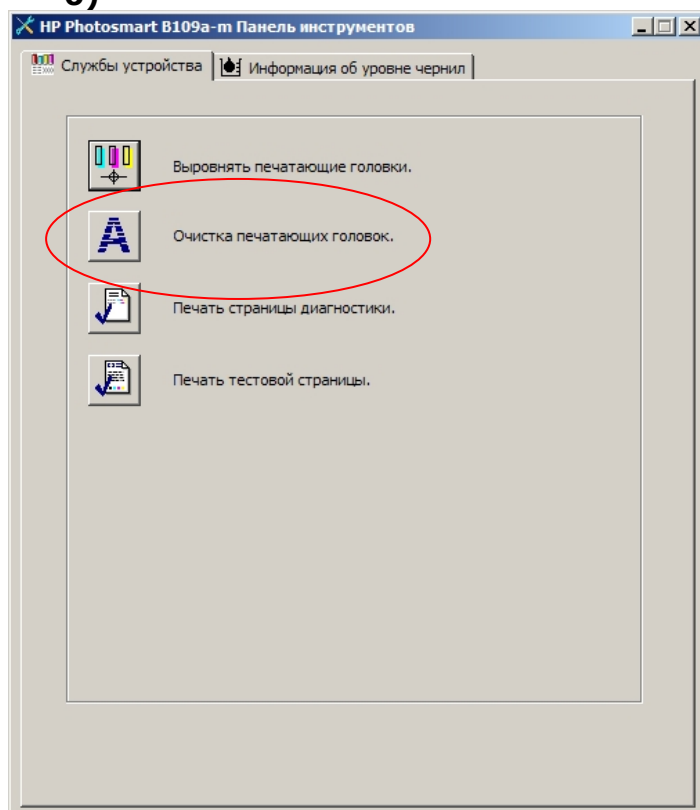 HP Photosmart B109a-m Панель инструментов
Службы устройства
Информация об уровне чернил
Выровнять печатающие головки.
Очистка печатающих головок.
Печать страницы диагностики.
Печать тестовой страницы.